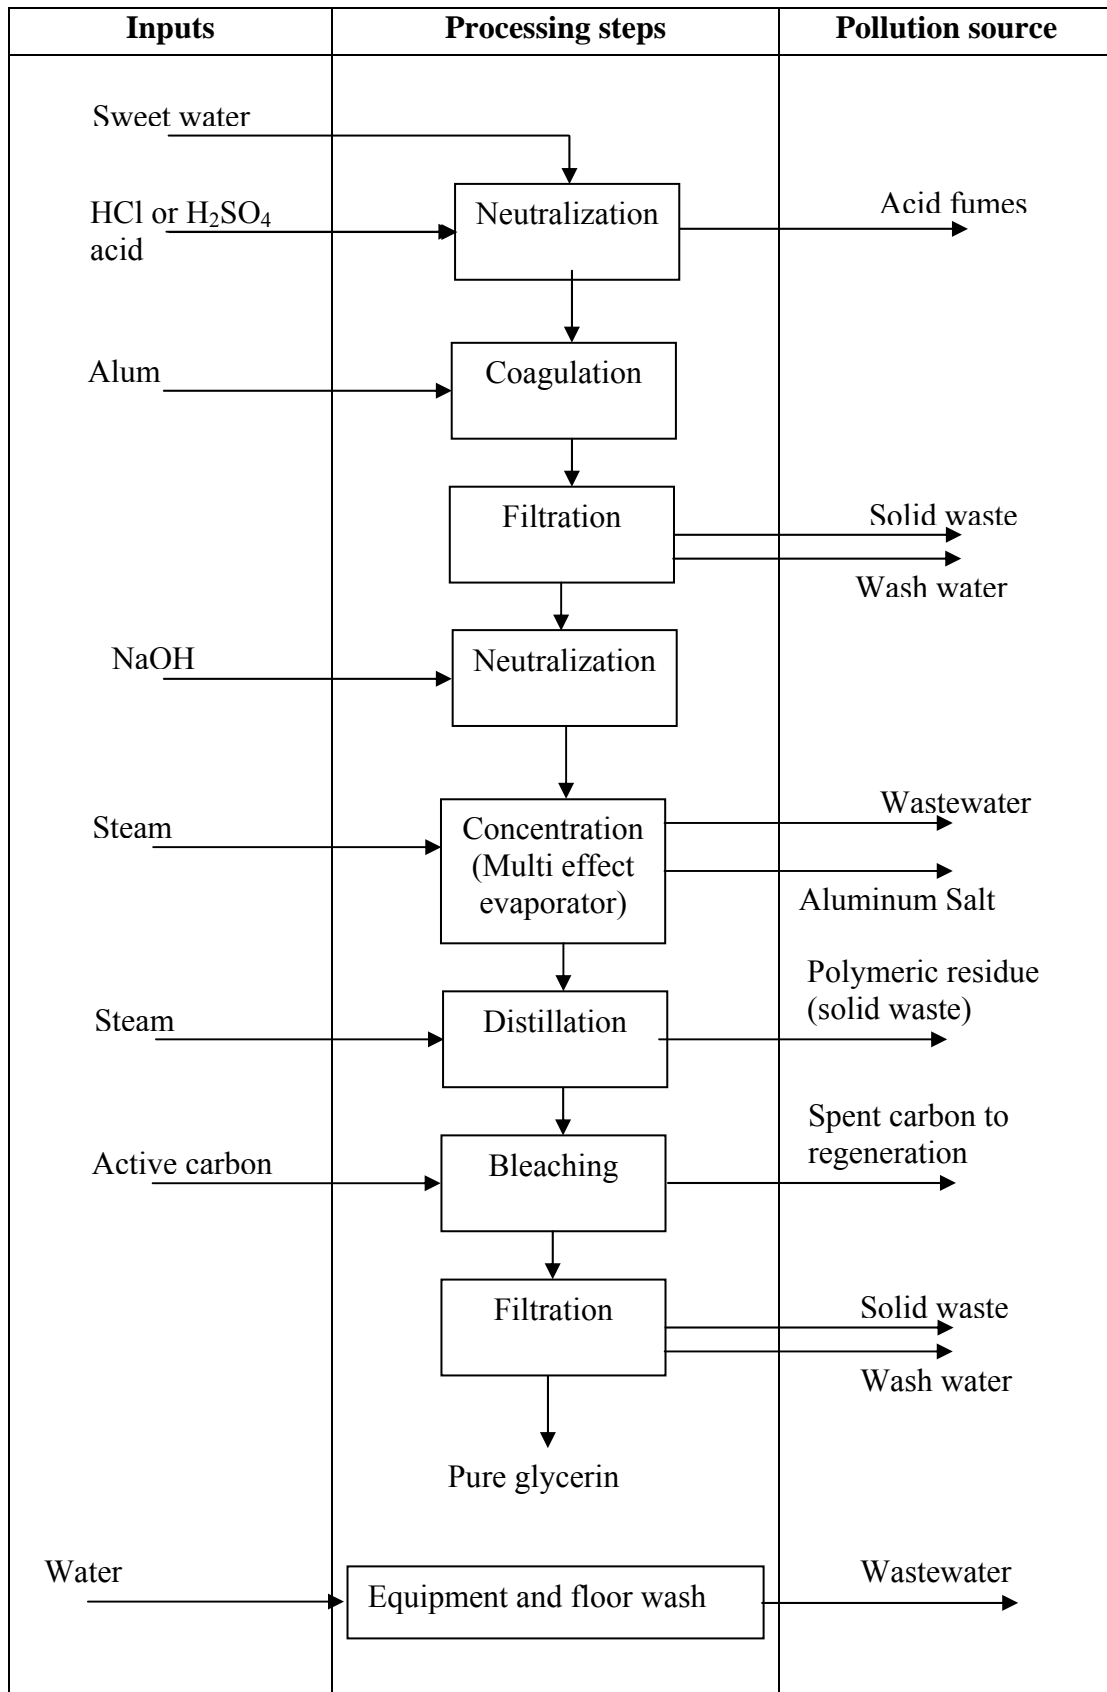 Inputs
Processing steps
Pollution source
Sweet water
HCl or H₂SO₄
acid
Neutralization
Acid fumes
Alum
Coagulation
Filtration
Solid waste
Wash water
NaOH
Neutralization
Steam
Concentration
(Multi effect
evaporator)
Wastewater
Aluminum Salt
Steam
Distillation
Polymeric residue
(solid waste)
Active carbon
Bleaching
Spent carbon to
regeneration
Filtration
Solid waste
Wash water
Pure glycerin
Water
Equipment and floor wash
Wastewater